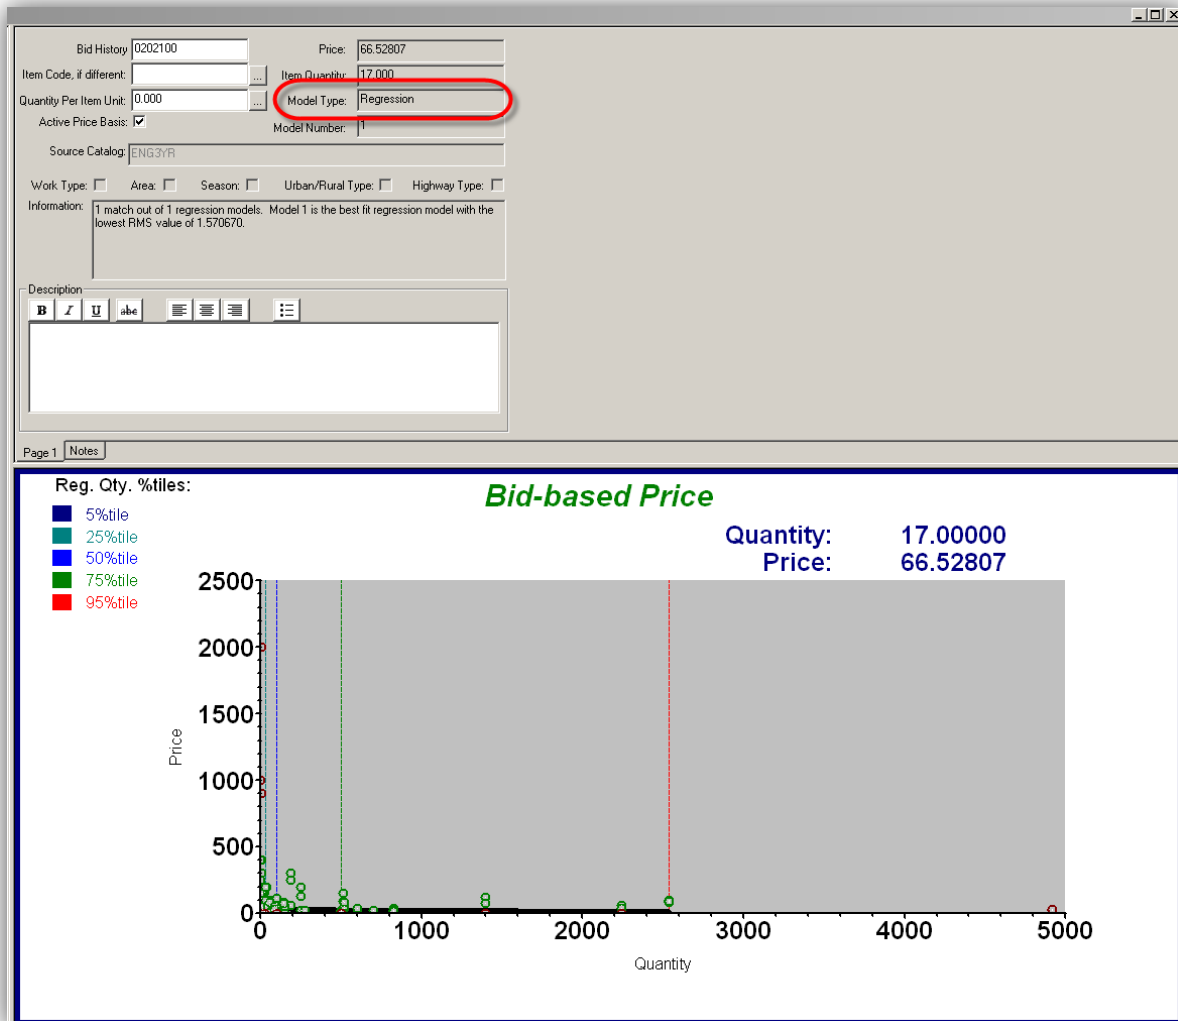 Bid History 0202100 Price: 66.52807
Item Code, if different: ... Item Quantity: 17.000
Quantity Per Item Unit: 0.000 ... Model Type: Regression
Active Price Basis: Model Number: 1
Source Catalog: ENG3YR
Work Type: Area: Season: Urban/Rural Type: Highway Type:
Information: 1 match out of 1 regression models. Model 1 is the best fit regression model with the
lowest RMS value of 1.570670.
Description
B I U abc
Page 1 Notes
Reg. Qty. %tiles:
Bid-based Price
5%tile
25%tile
50%tile
75%tile
95%tile
Quantity: 17.00000
Price: 66.52807
2500
2000
1500
1000
500
0
Price
0 1000 2000 3000 4000 5000
Quantity